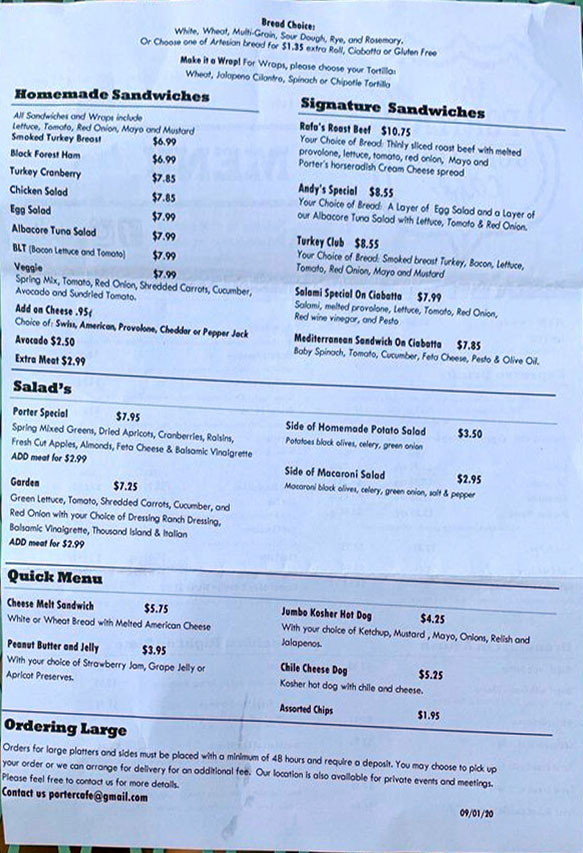 Bread Choice:
White, Wheat, Multi-Grain, Sour Dough, Rye, and Rosemary.
Or Choose one of Artesian bread for $1.35 extra Roll, Ciabatta or Gluten Free
Make it a Wrap! For Wraps, please choose your Tortilla:
Wheat, Jalapeno Cilantro, Spinach or Chipotle Tortilla
Homemade Sandwiches
All Sandwiches and Wraps include
Lettuce, Tomato, Red Onion, Mayo and Mustard
Smoked Turkey Breast $6.99
Black Forest Ham $6.99
Turkey Cranberry $7.85
Chicken Salad $7.85
Egg Salad $7.99
Albacore Tuna Salad $7.99
BLT (Bacon Lettuce and Tomato) $7.99
Veggie $7.99
Spring Mix, Tomato, Red Onion, Shredded Carrots, Cucumber,
Avocado and Sundried Tomato.
Add on Cheese .95¢
Choice of: Swiss, American, Provolone, Cheddar or Pepper Jack
Avocado $2.50
Extra Meat $2.99
Signature Sandwiches
Rafa's Roast Beef $10.75
Your Choice of Bread: Thinly sliced roast beef with melted
provolone, lettuce, tomato, red onion, Mayo and
Porter's horseradish Cream Cheese spread
Andy's Special $8.55
Your Choice of Bread: A Layer of Egg Salad and a Layer of
our Albacore Tuna Salad with Lettuce, Tomato & Red Onion.
Turkey Club $8.55
Your Choice of Bread: Smoked breast Turkey, Bacon, Lettuce,
Tomato, Red Onion, Mayo and Mustard
Salami Special On Ciabatta $7.99
Salami, melted provolone, Lettuce, Tomato, Red Onion,
Red wine vinegar, and Pesto
Mediterranean Sandwich On Ciabatta $7.85
Baby Spinach, Tomato, Cucumber, Feta Cheese, Pesto & Olive Oil.
Salad's
Porter Special $7.95
Spring Mixed Greens, Dried Apricots, Cranberries, Raisins,
Fresh Cut Apples, Almonds, Feta Cheese & Balsamic Vinaigrette
ADD meat for $2.99
Garden $7.25
Green Lettuce, Tomato, Shredded Carrots, Cucumber, and
Red Onion with your Choice of Dressing Ranch Dressing,
Balsamic Vinaigrette, Thousand Island & Italian
ADD meat for $2.99
Side of Homemade Potato Salad $3.50
Potatoes black olives, celery, green onion
Side of Macaroni Salad $2.95
Macaroni black olives, celery, green onion, salt & pepper
Quick Menu
Cheese Melt Sandwich $5.75
White or Wheat Bread with Melted American Cheese
Peanut Butter and Jelly $3.95
With your choice of Strawberry Jam, Grape Jelly or
Apricot Preserves.
Jumbo Kosher Hot Dog $4.25
With your choice of Ketchup, Mustard , Mayo, Onions, Relish and
Jalapenos.
Chile Cheese Dog $5.25
Kosher hot dog with chile and cheese.
Assorted Chips $1.95
Ordering Large
Orders for large platters and sides must be placed with a minimum of 48 hours and require a deposit. You may choose to pick up
your order or we can arrange for delivery for an additional fee. Our location is also available for private events and meetings.
Please feel free to contact us for more details.
Contact us portercafe@gmail.com
09/01/20